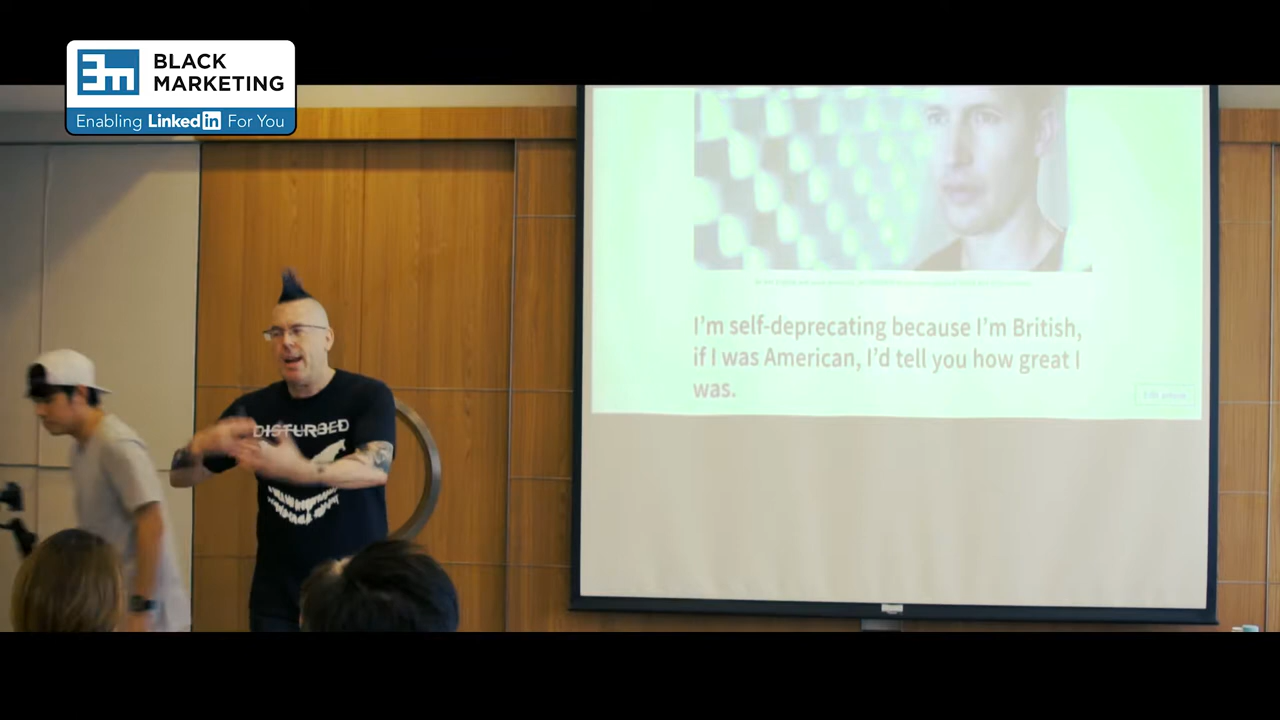 BLACK
MARKETING
Enabling Linkedin For You
DISTURBED
I'm self-deprecating because I'm British,
if I was American, I'd tell you how great I
was.